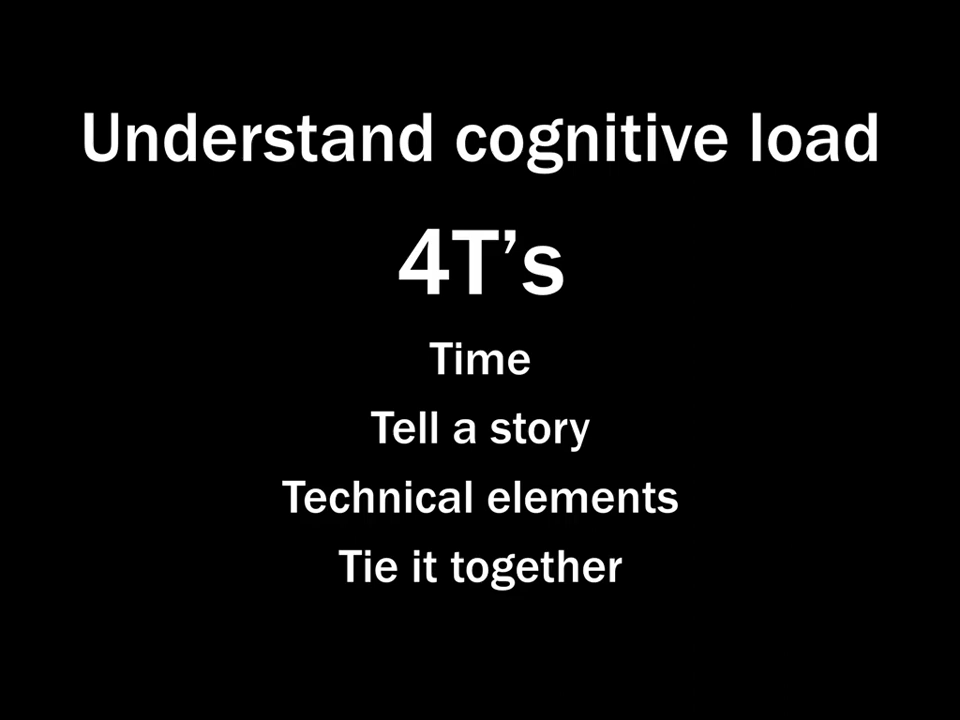 Understand cognitive load
4T’s
Time
Tell a story
Technical elements
Tie it together